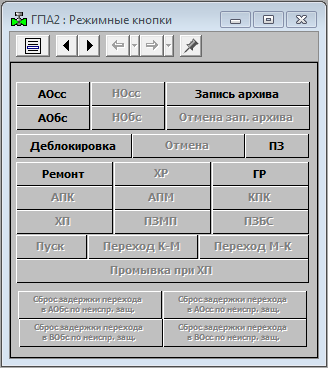 ГПА2 : Режимные кнопки
АОсс НОсс Запись архива
АОбс НОбс Отмена зап. архива
Деблокировка Отмена ПЗ
Ремонт ХР ГР
АПК АПМ КПК
ХП ПЗМП ПЗБС
Пуск Переход К-М Переход М-К
Промывка при ХП
Сброс задержки перехода
в АОбс по неиспр. защ.
Сброс задержки перехода
в АОсс по неиспр. защ.
Сброс задержки перехода
в ВОбс по неиспр. защ.
Сброс задержки перехода
в ВОсс по неиспр. защ.